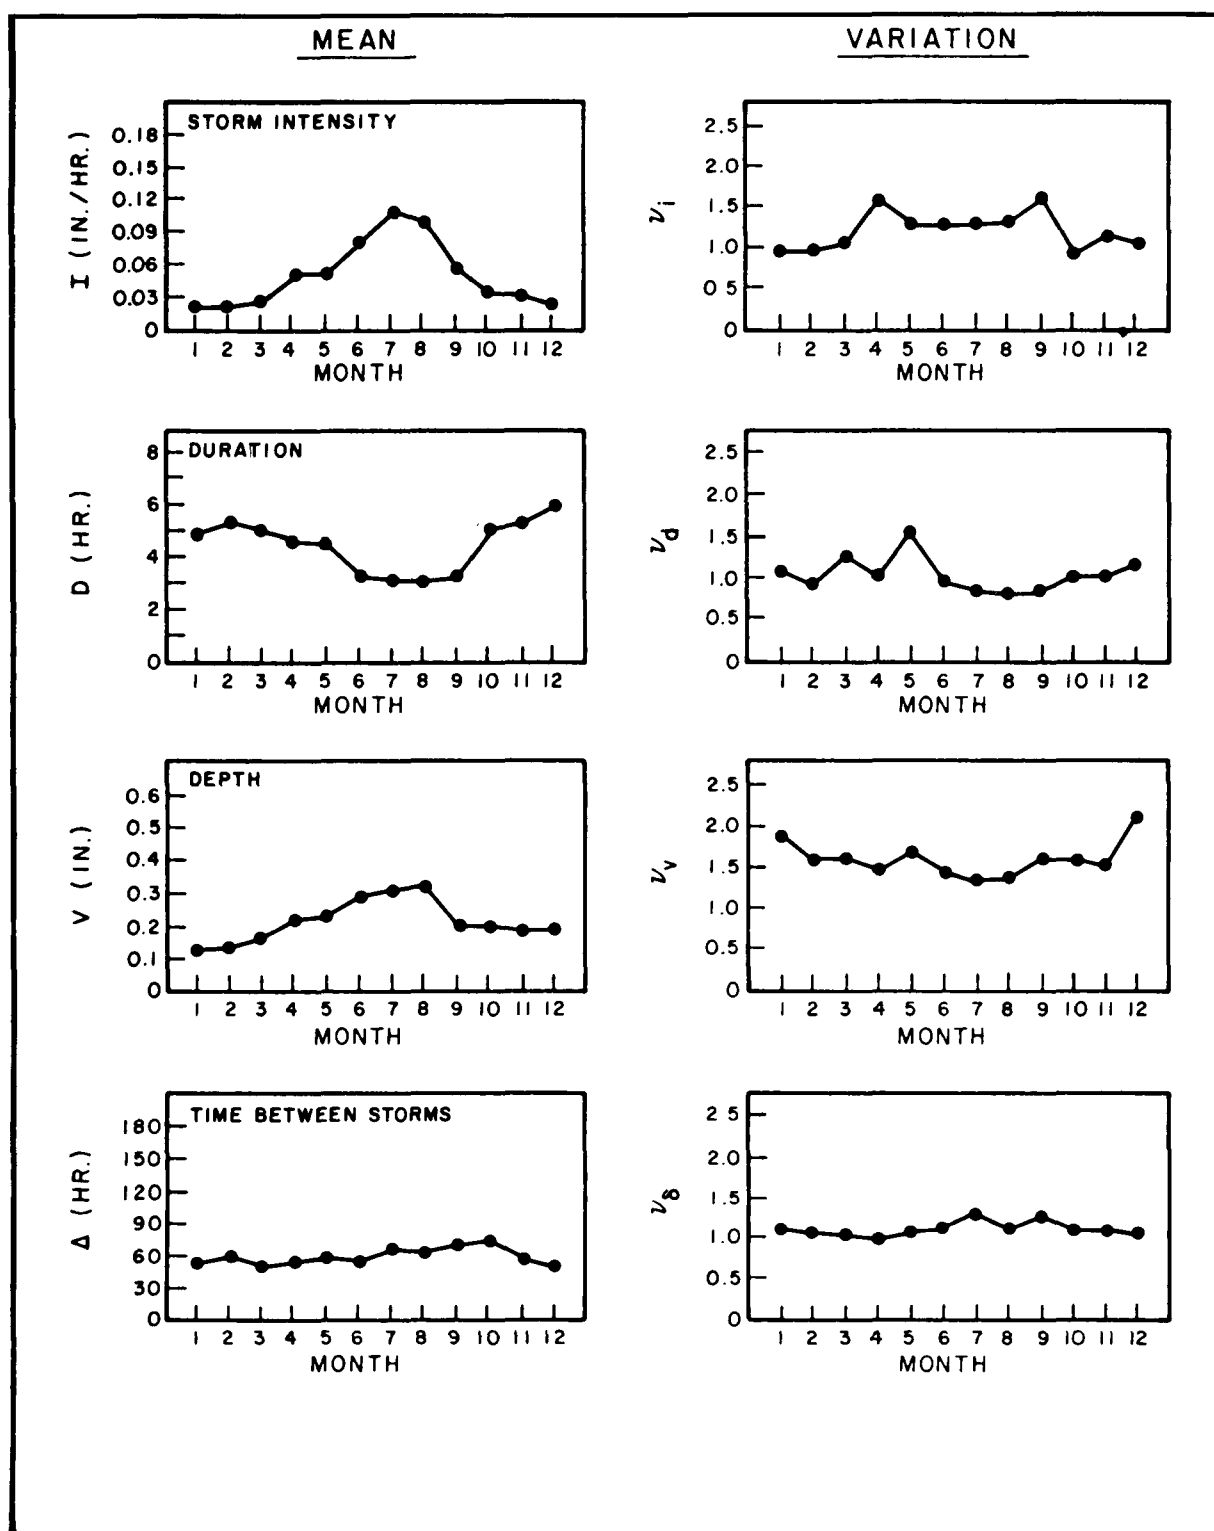 MEAN
VARIATION
STORM INTENSITY
I (IN./HR.)
0.18
0.15
0.12
0.09
0.06
0.03
0
1 2 3 4 5 6 7 8 9 10 11 12
MONTH
νi
2.5
2.0
1.5
1.0
0 5
0
1 2 3 4 5 6 7 8 9 10 11 12
MONTH
DURATION
D (HR.)
8
6
4
2
0
1 2 3 4 5 6 7 8 9 10 11 12
MONTH
νd
2.5
2.0
1.5
1.0
0.5
0
1 2 3 4 5 6 7 8 9 10 11 12
MONTH
DEPTH
V (IN.)
0.6
0.5
0.4
0.3
0.2
0.1
0
1 2 3 4 5 6 7 8 9 10 11 12
MONTH
νv
2.5
2.0
1.5
1.0
0.5
0
1 2 3 4 5 6 7 8 9 10 11 12
MONTH
TIME BETWEEN STORMS
Δ (HR.)
180
150
120
90
60
30
0
1 2 3 4 5 6 7 8 9 10 11 12
MONTH
νδ
2 5
2.0
1.5
1.0
0.5
0
1 2 3 4 5 6 7 8 9 10 11 12
MONTH